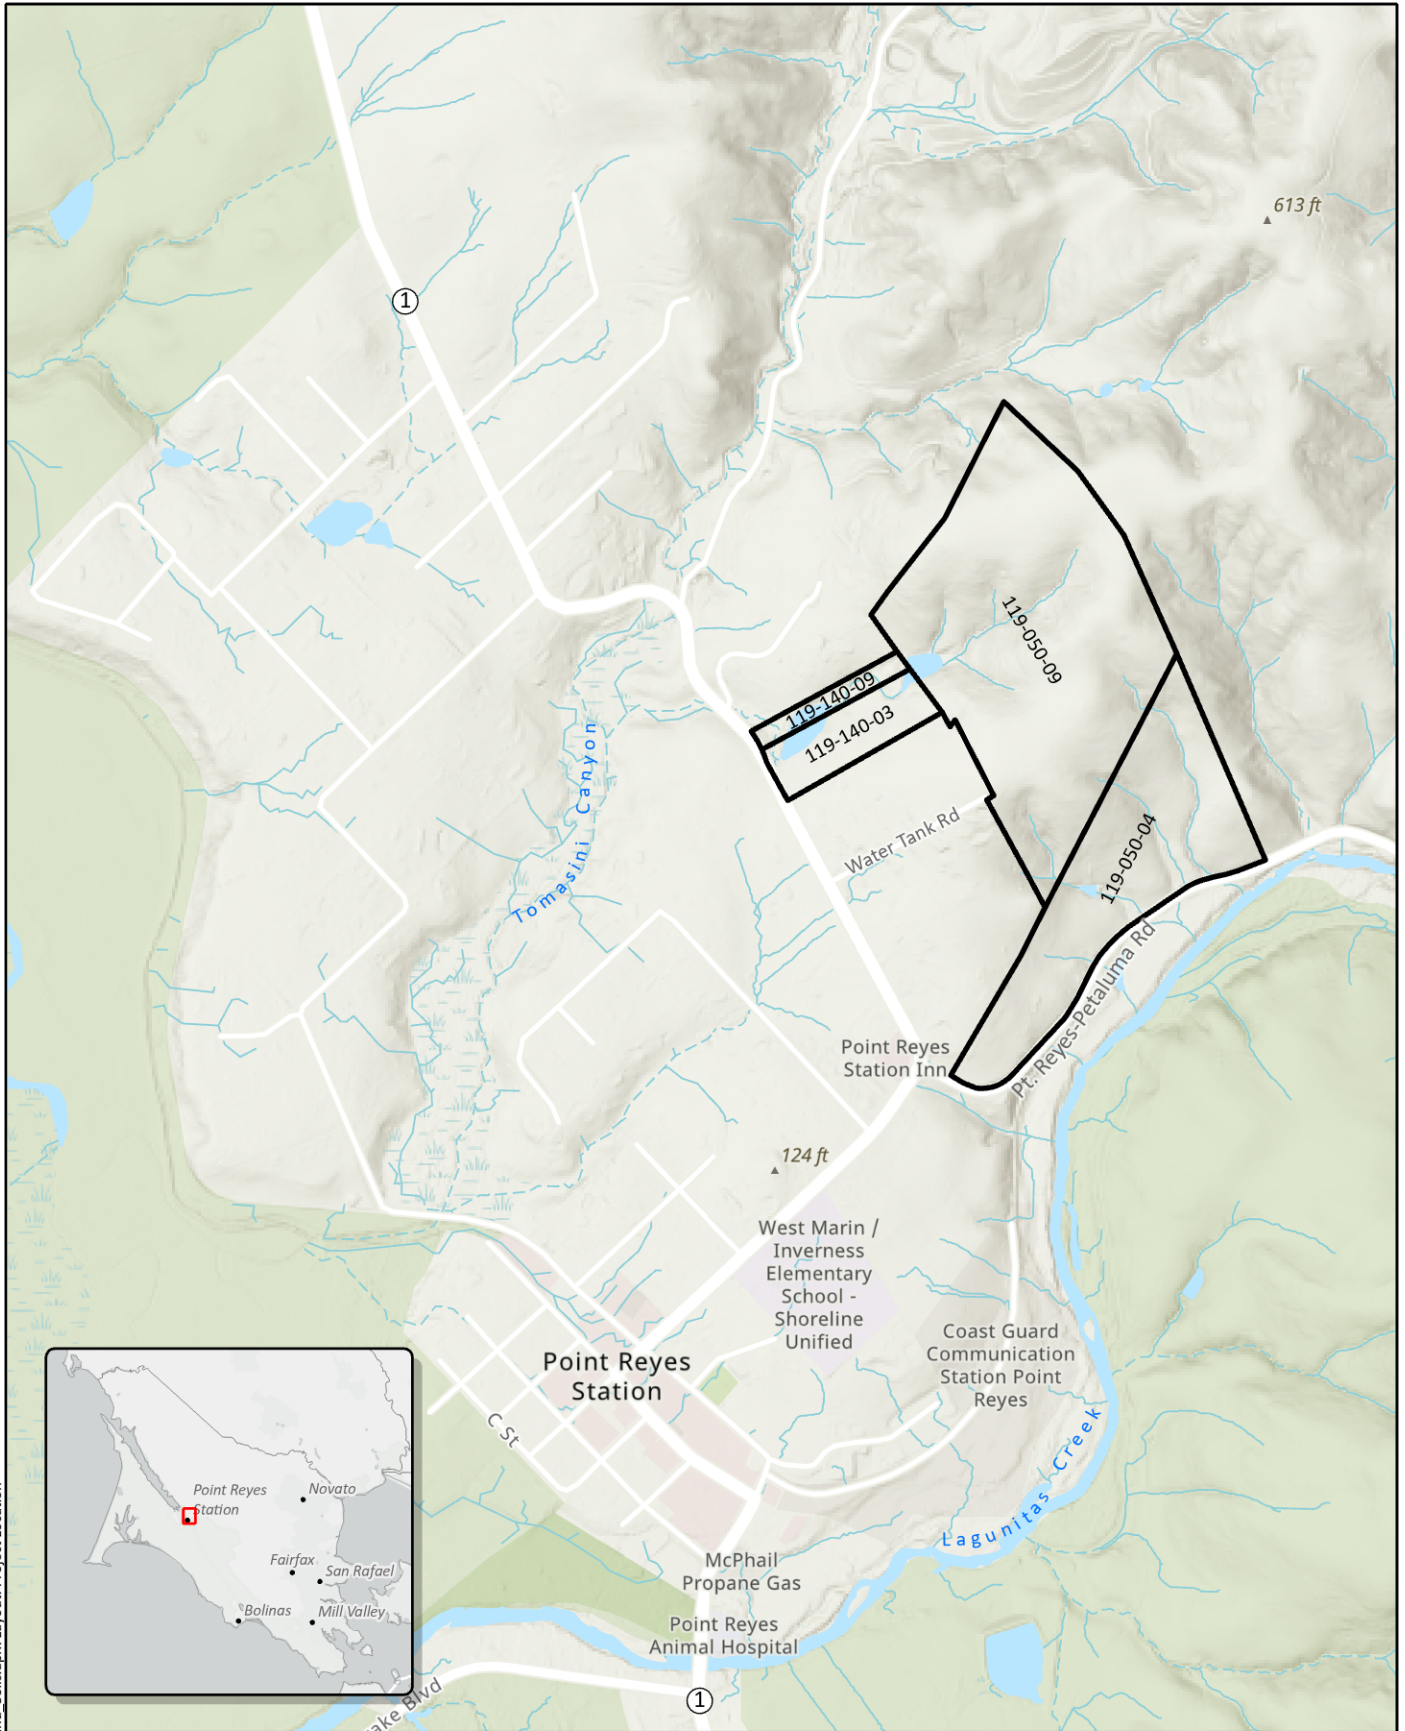 613 ft
1
119-050-09
119-140-09
119-140-03
Tomasini Canyon
Water Tank Rd
119-050-04
Pt. Reyes-Petaluma Rd
Point Reyes
Station Inn
124 ft
West Marin /
Inverness
Elementary
School -
Shoreline
Unified
Coast Guard
Communication
Station Point
Reyes
Point Reyes
Station
C St
Lagunitas Creek
McPhail
Propane Gas
Point Reyes
Animal Hospital
1
Point Reyes
Station
Novato
Fairfax
San Rafael
Bolinas
Mill Valley
Blvd